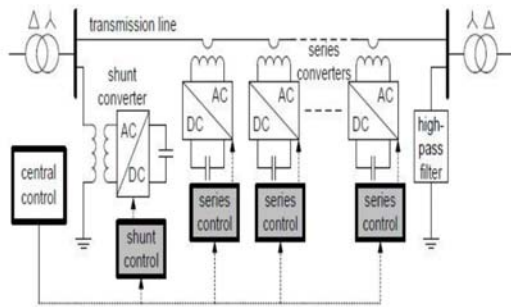 Δ
Y
transmission line
series
converters
Y
Δ
shunt
converter
AC
DC
AC
DC
AC
DC
AC
DC
high-
pass
filter
central
control
series
control
series
control
series
control
shunt
control